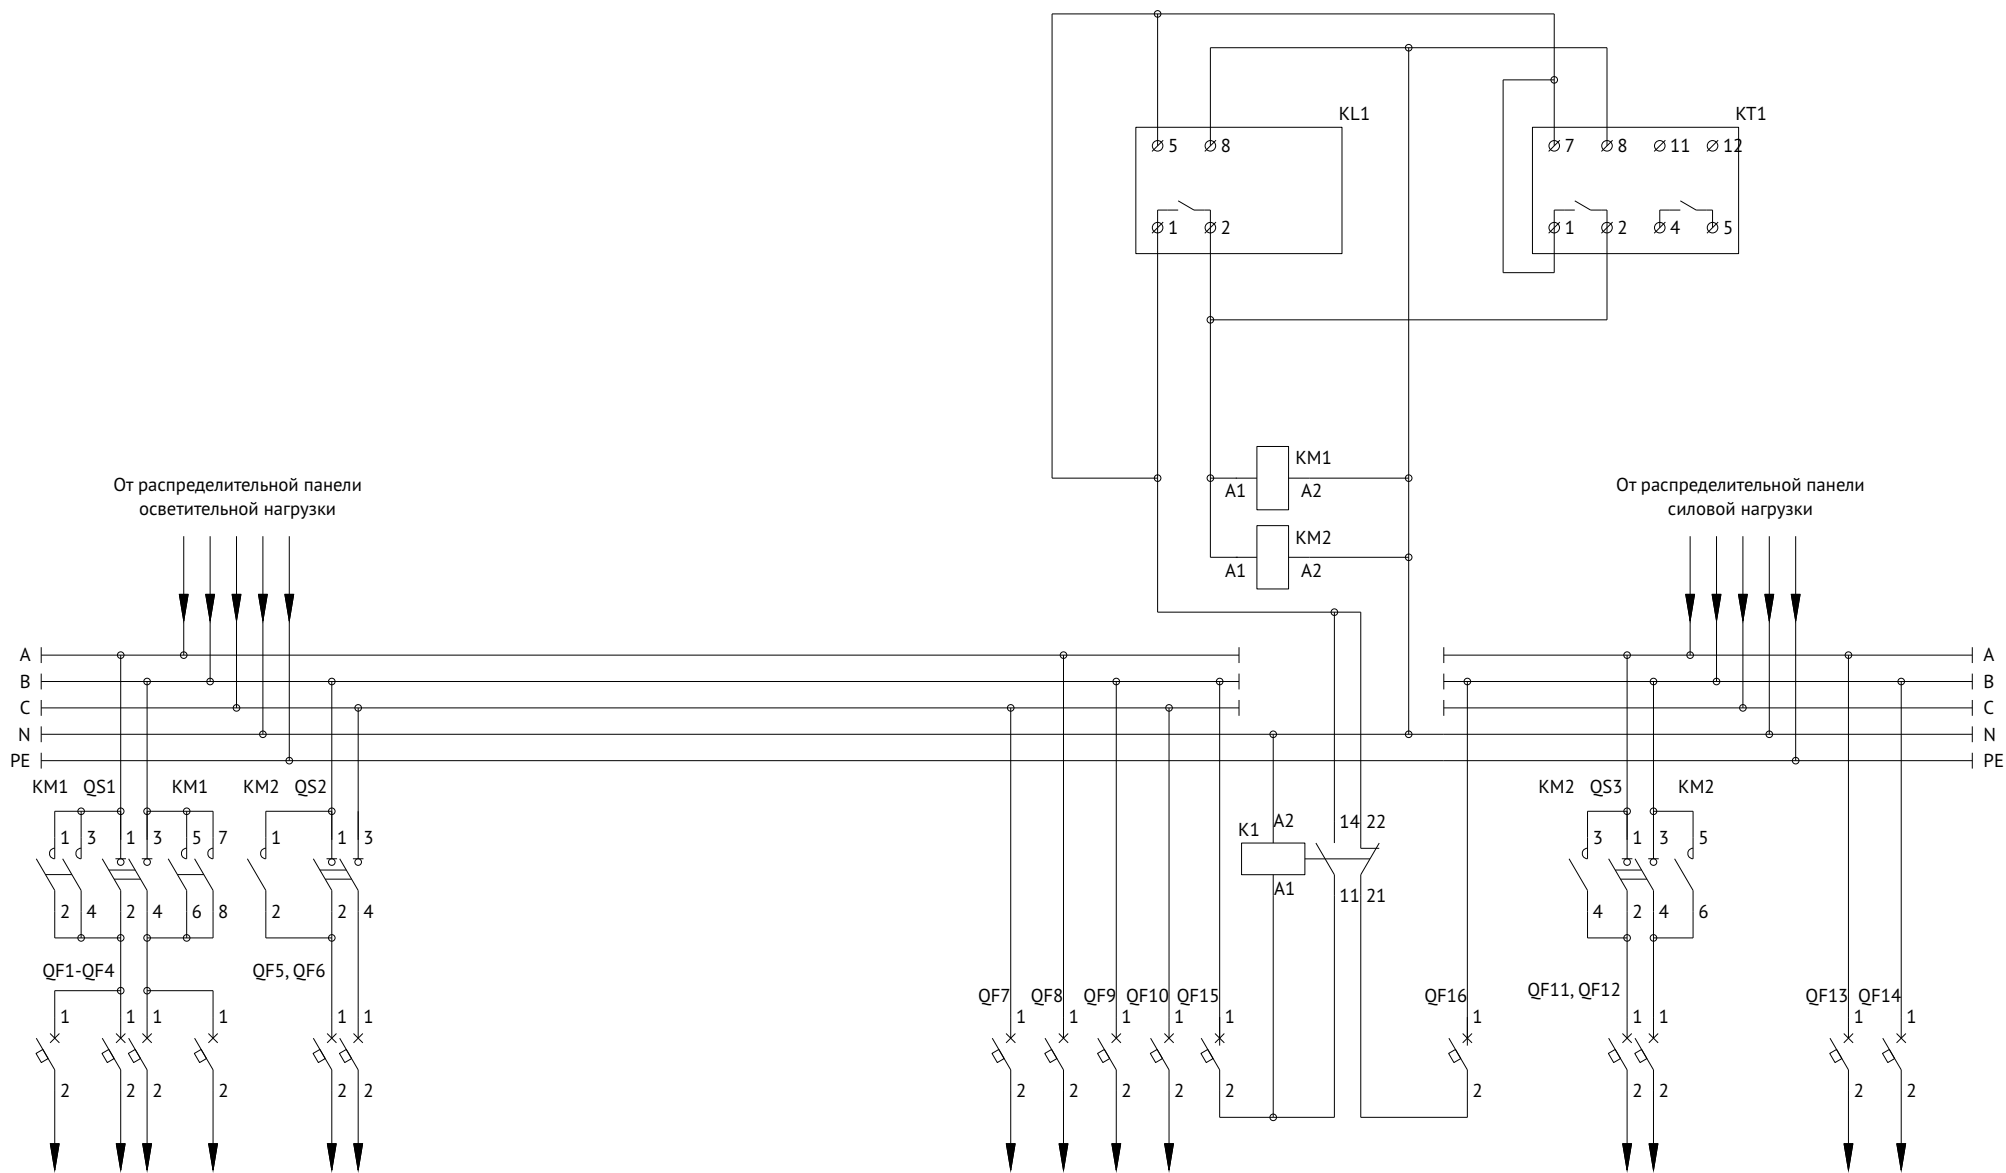 KL1
KT1
5 8
7 8 11 12
1 2
1 2 4 5
KM1
A1 A2
KM2
A1 A2
От распределительной панели
осветительной нагрузки
От распределительной панели
силовой нагрузки
A A
B B
C C
N N
PE PE
KM1 QS1 KM1 KM2 QS2
KM2 QS3 KM2
1 3 1 3 5 7 1 1 3
K1 A2 14 22
3 1 3 5
A1 11 21
2 4 2 4 6 8 2 2 4
4 2 4 6
QF1-QF4 QF5, QF6
QF7 QF8 QF9 QF10 QF15 QF16
QF11, QF12 QF13 QF14
1 1 1 1 1 1 1 1 1 1 1 1 1 1 1 1
2 2 2 2 2 2 2 2 2 2 2 2 2 2 2 2